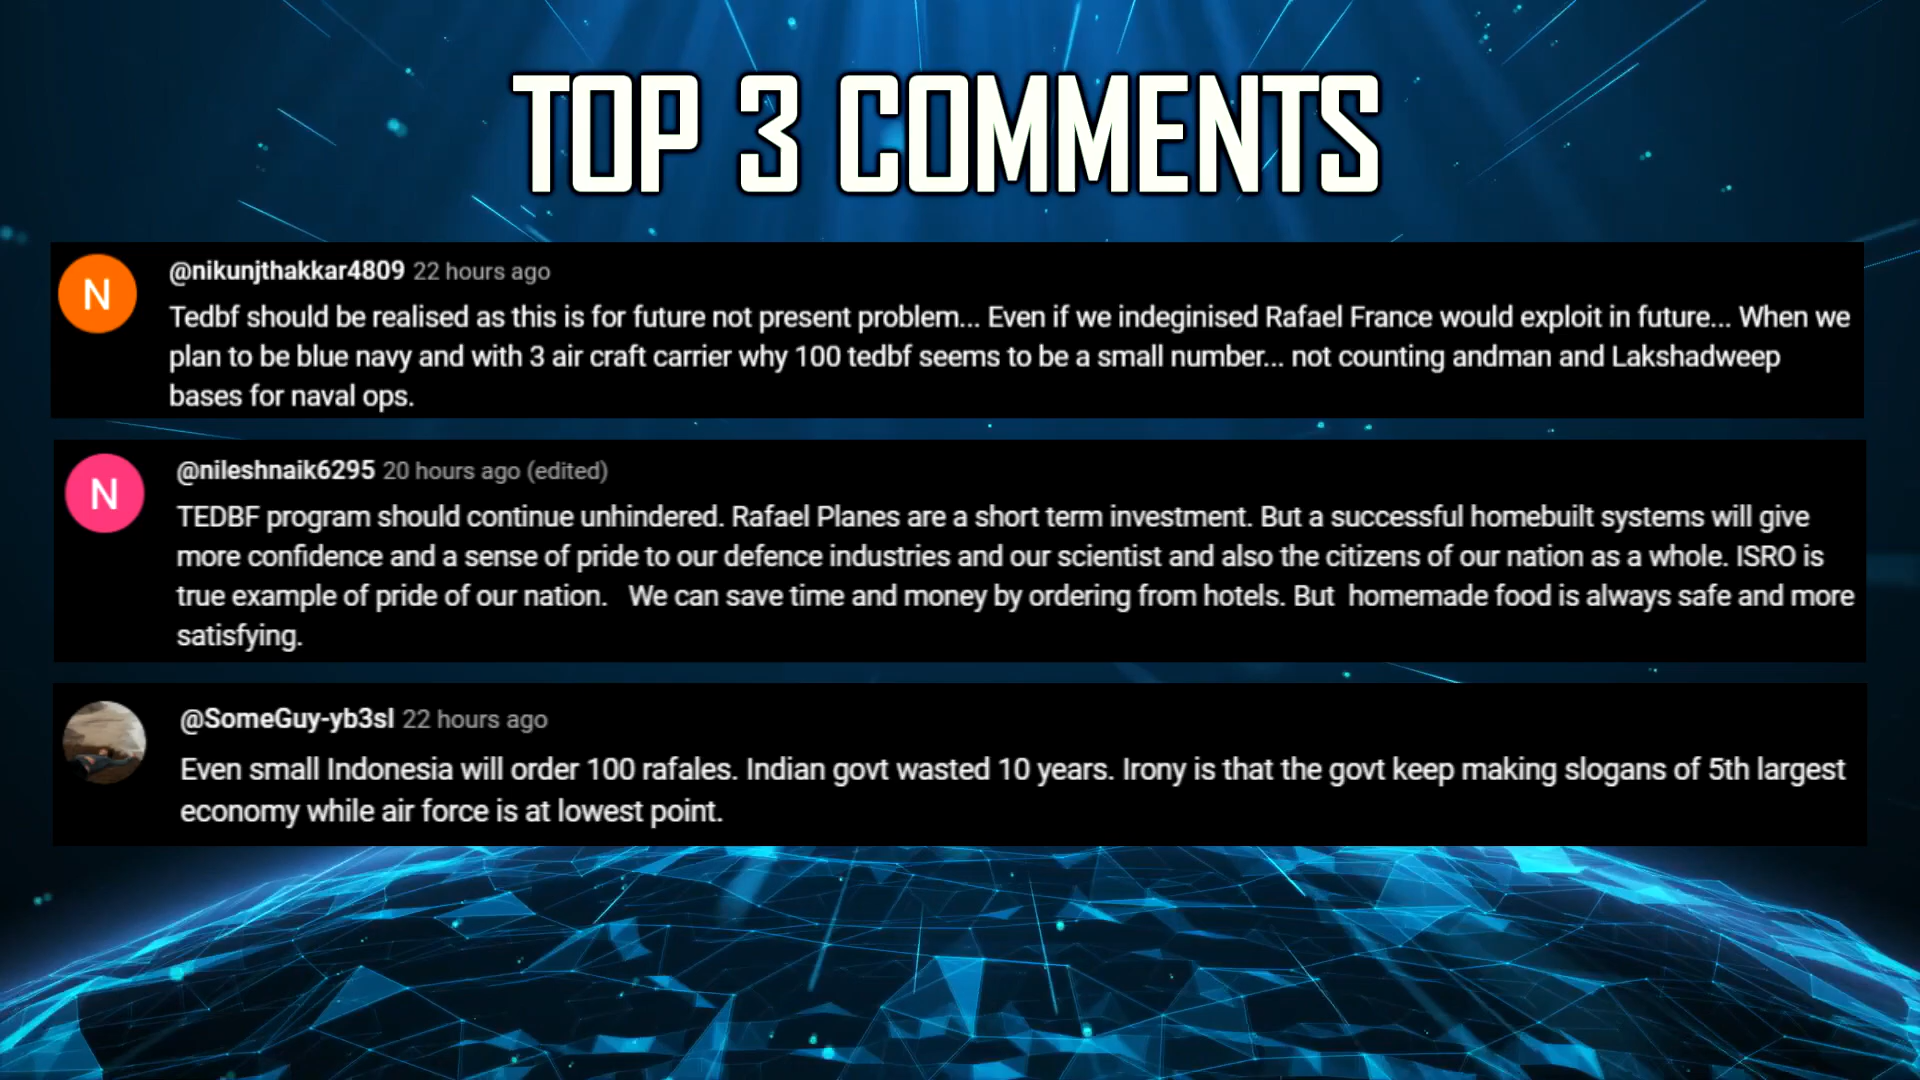 TOP 3 COMMENTS
N
@nikunjthakkar4809 22 hours ago
Tedbf should be realised as this is for future not present problem... Even if we indeginised Rafael France would exploit in future... When we
plan to be blue navy and with 3 air craft carrier why 100 tedbf seems to be a small number... not counting andman and Lakshadweep
bases for naval ops.
N
@nileshnaik6295 20 hours ago (edited)
TEDBF program should continue unhindered. Rafael Planes are a short term investment. But a successful homebuilt systems will give
more confidence and a sense of pride to our defence industries and our scientist and also the citizens of our nation as a whole. ISRO is
true example of pride of our nation.   We can save time and money by ordering from hotels. But  homemade food is always safe and more
satisfying.
@SomeGuy-yb3sl 22 hours ago
Even small Indonesia will order 100 rafales. Indian govt wasted 10 years. Irony is that the govt keep making slogans of 5th largest
economy while air force is at lowest point.